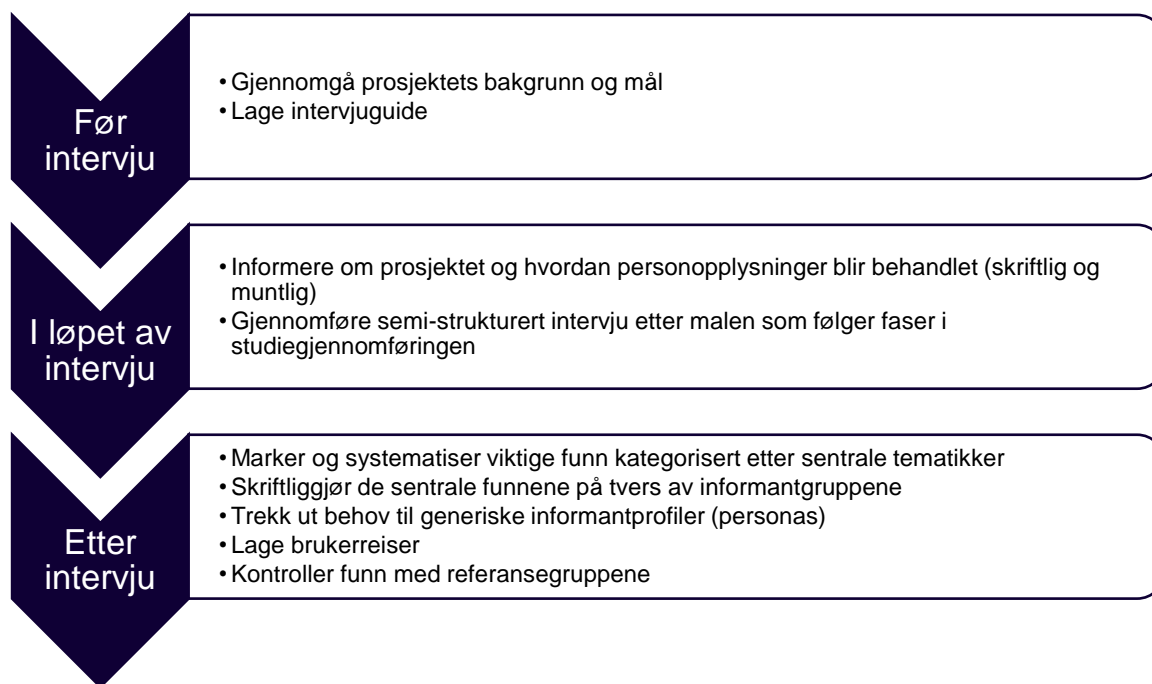 Før
intervju
• Gjennomgå prosjektets bakgrunn og mål
• Lage intervjuguide
I løpet av
intervju
• Informere om prosjektet og hvordan personopplysninger blir behandlet (skriftlig og
muntlig)
• Gjennomføre semi-strukturert intervju etter malen som følger faser i
studiegjennomføringen
Etter
intervju
• Marker og systematiser viktige funn kategorisert etter sentrale tematikker
• Skriftliggjør de sentrale funnene på tvers av informantgruppene
• Trekk ut behov til generiske informantprofiler (personas)
• Lage brukerreiser
• Kontroller funn med referansegruppene